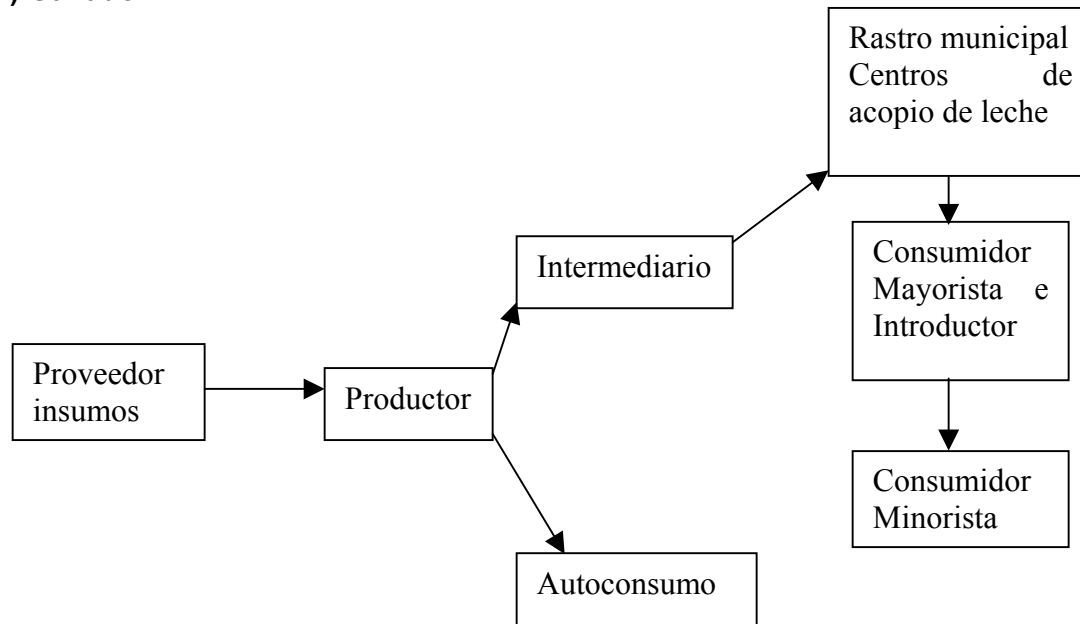 Rastro municipal
Centros de
acopio de leche
Intermediario
Consumidor
Mayorista e
Introductor
Proveedor
insumos
Productor
Consumidor
Minorista
Autoconsumo